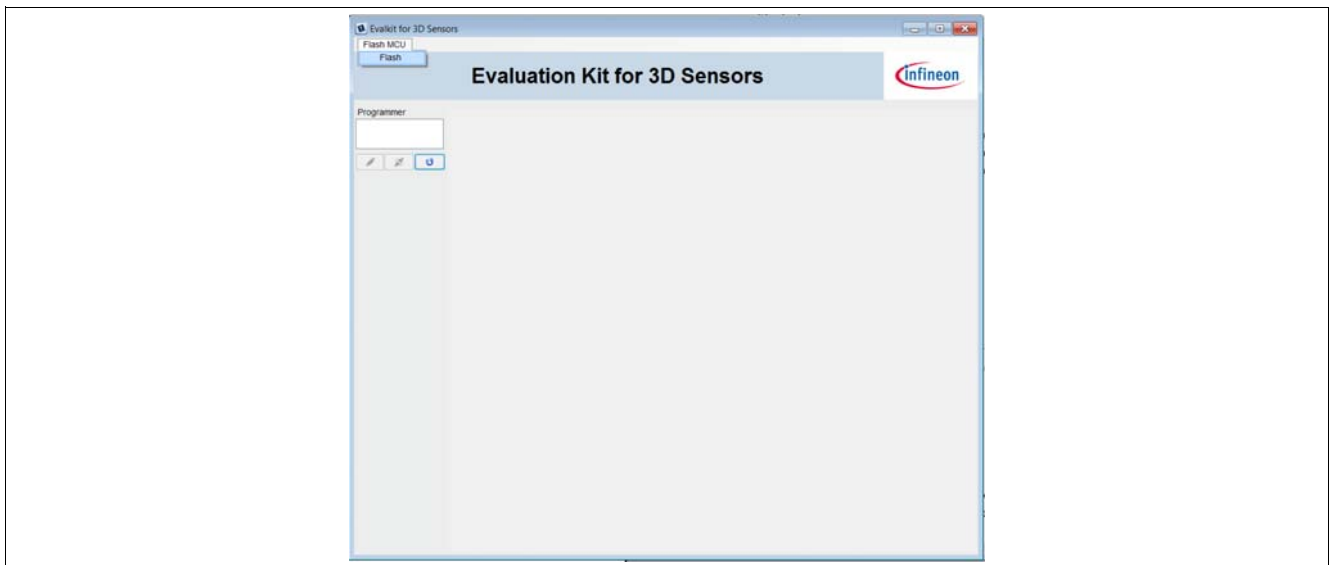 Evalkit for 3D Sensors
Flash MCU
Flash
Evaluation Kit for 3D Sensors
infineon
Programmer